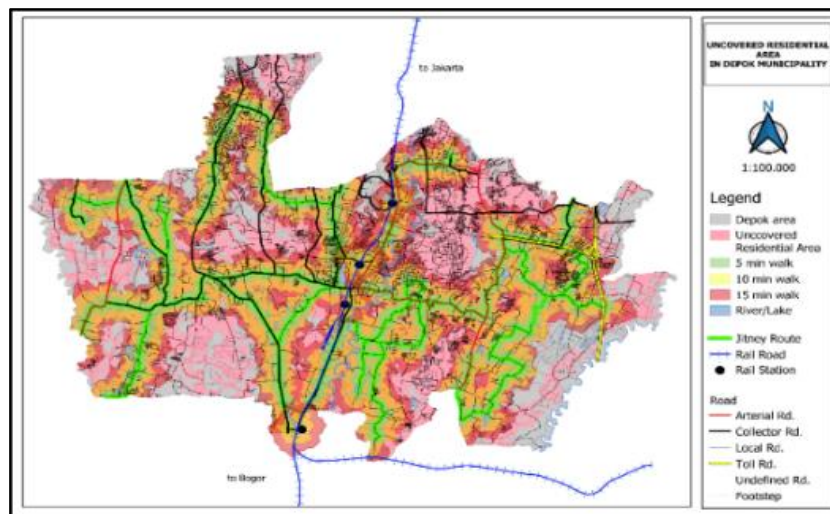 to Jakarta
to Bogor
UNCOVERED RESIDENTIAL
AREA
IN DEPOK MUNICIPALITY
N
1:100.000
Legend
Depok area
Unccovered
Residential Area
5 min walk
10 min walk
15 min walk
River/Lake
Jitney Route
Rail Road
Rail Station
Road
Arterial Rd.
Collector Rd.
Local Rd.
Toll Rd.
Undefined Rd.
Footstep